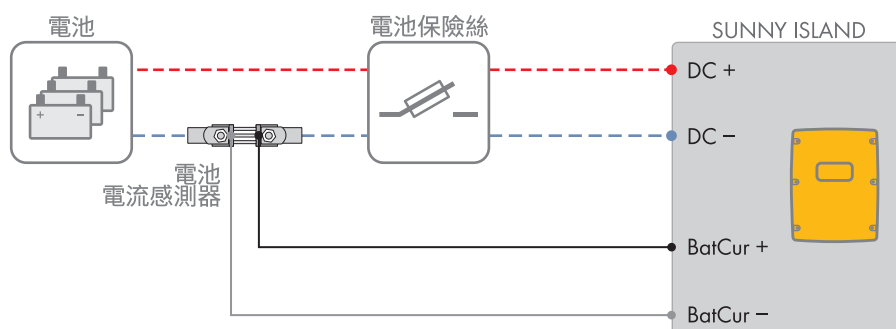 電池
電池保險絲
SUNNY ISLAND
DC +
DC −
電池
電流感測器
BatCur +
BatCur −